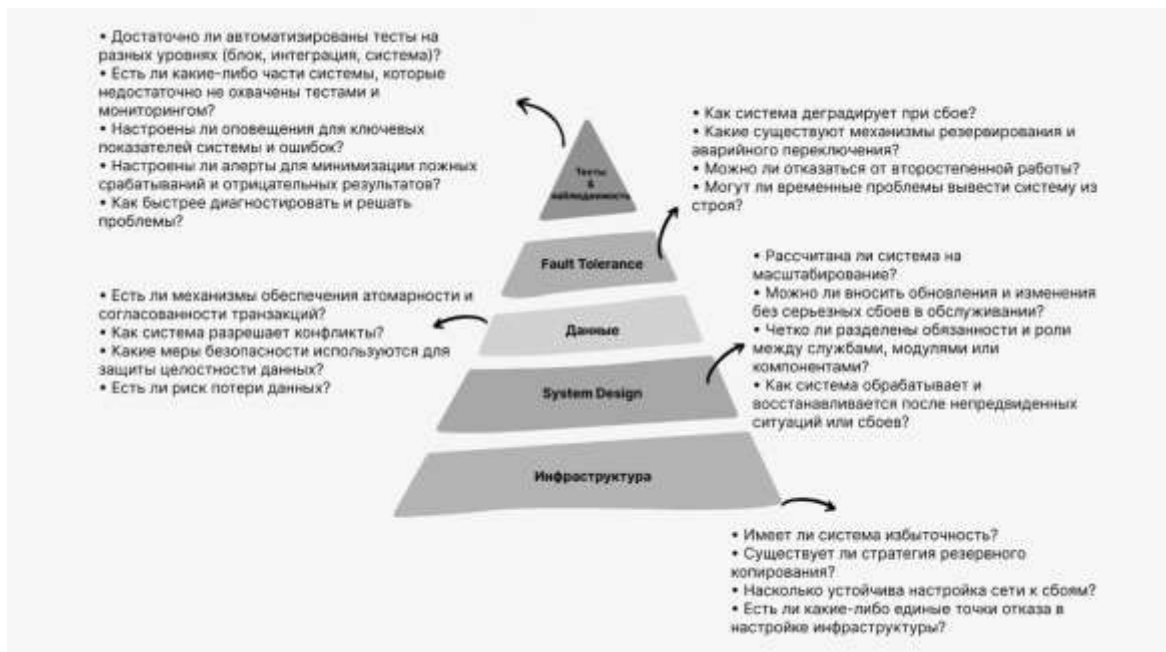 • Достаточно ли автоматизированы тесты на
разных уровнях (блок, интеграция, система)?
• Есть ли какие-либо части системы, которые
недостаточно не охвачены тестами и
мониторингом?
• Настроены ли оповещения для ключевых
показателей системы и ошибок?
• Настроены ли алерты для минимизации ложных
срабатываний и отрицательных результатов?
• Как быстрее диагностировать и решать
проблемы?
• Как система деградирует при сбое?
• Какие существуют механизмы резервирования и
аварийного переключения?
• Можно ли отказаться от второстепенной работы?
• Могут ли временные проблемы вывести систему из
строя?
Тесты
&
наблюдаемость
Fault Tolerance
• Есть ли механизмы обеспечения атомарности и
согласованности транзакций?
• Как система разрешает конфликты?
• Какие меры безопасности используются для
защиты целостности данных?
• Есть ли риск потери данных?
Данные
• Рассчитана ли система на
масштабирование?
• Можно ли вносить обновления и изменения
без серьезных сбоев в обслуживании?
• Четко ли разделены обязанности и роли
между службами, модулями или
компонентами?
• Как система обрабатывает и
восстанавливается после непредвиденных
ситуаций или сбоев?
System Design
Инфраструктура
• Имеет ли система избыточность?
• Существует ли стратегия резервного
копирования?
• Насколько устойчива настройка сети к сбоям?
• Есть ли какие-либо единые точки отказа в
настройке инфраструктуры?